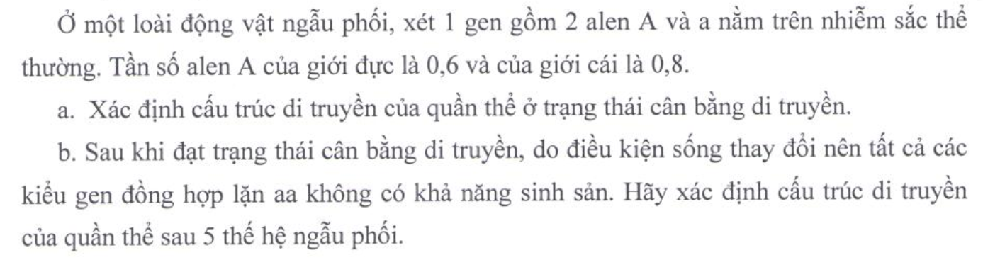 Ở một loài động vật ngẫu phối, xét 1 gen gồm 2 alen A và a nằm trên nhiễm sắc thể
thường. Tần số alen A của giới đực là 0,6 và của giới cái là 0,8.
a. Xác định cấu trúc di truyền của quần thể ở trạng thái cân bằng di truyền.
b. Sau khi đạt trạng thái cân bằng di truyền, do điều kiện sống thay đổi nên tất cả các
kiểu gen đồng hợp lặn aa không có khả năng sinh sản. Hãy xác định cấu trúc di truyền
của quần thể sau 5 thế hệ ngẫu phối.